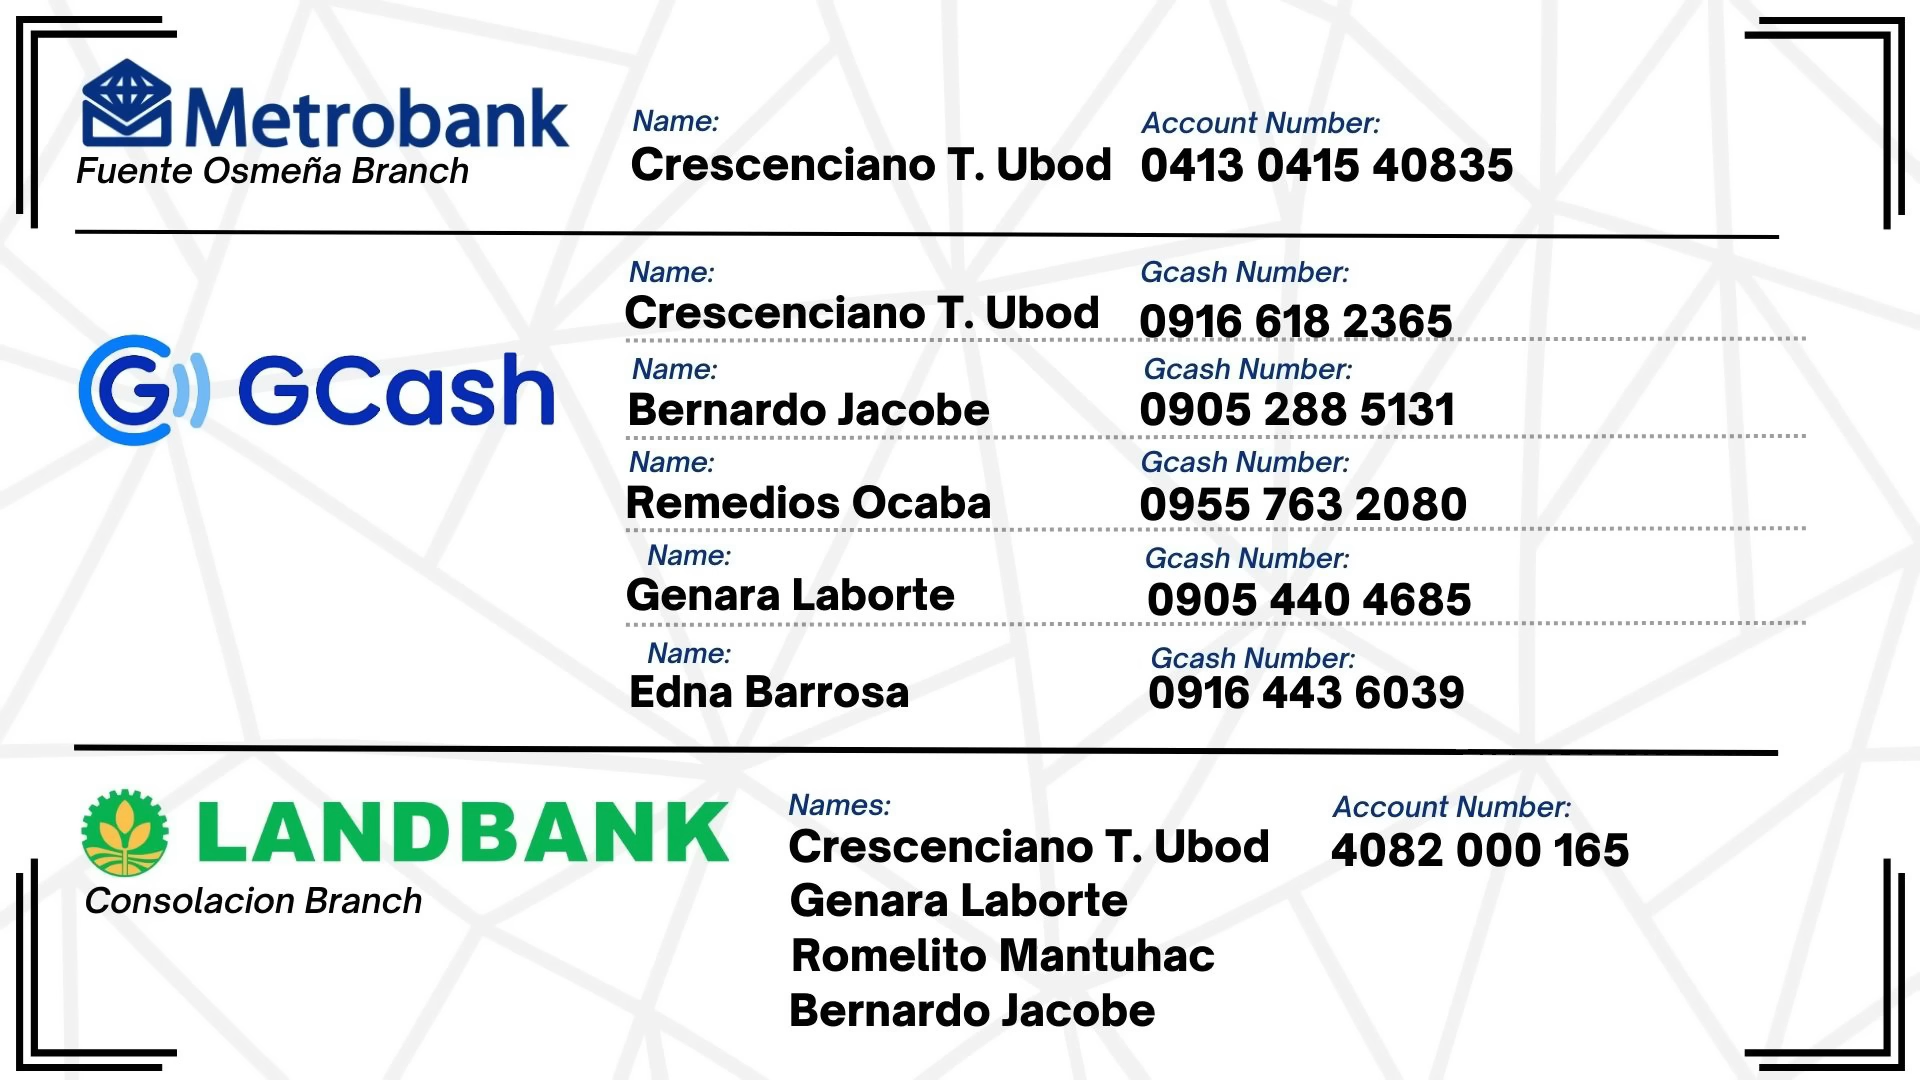 Metrobank
Fuente Osmeña Branch
Name:
Crescenciano T. Ubod
Account Number:
0413 0415 40835
GCash
Name:
Crescenciano T. Ubod
Gcash Number:
0916 618 2365
Name:
Bernardo Jacobe
Gcash Number:
0905 288 5131
Name:
Remedios Ocaba
Gcash Number:
0955 763 2080
Name:
Genara Laborte
Gcash Number:
0905 440 4685
Name:
Edna Barrosa
Gcash Number:
0916 443 6039
LANDBANK
Consolacion Branch
Names:
Crescenciano T. Ubod
Genara Laborte
Romelito Mantuhac
Bernardo Jacobe
Account Number:
4082 000 165